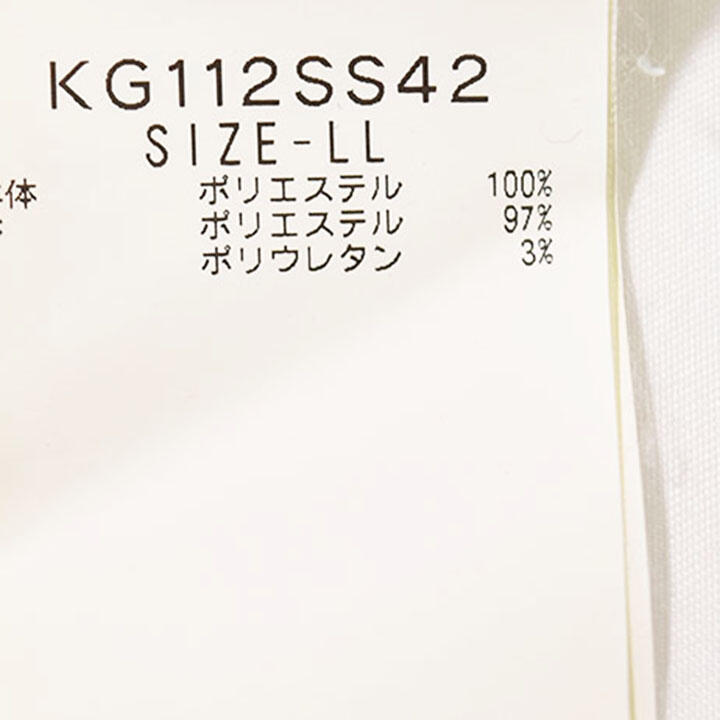 KG112SS42
SIZE-LL
体 ポリエステル 100%
ポリエステル 97%
ポリウレタン 3%